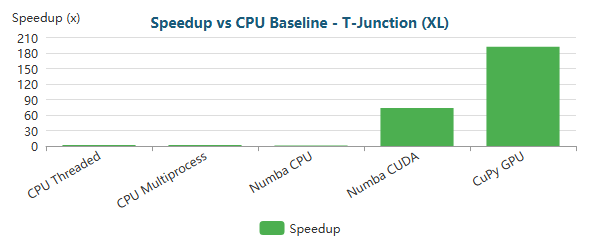 Speedup (x)
Speedup vs CPU Baseline - T-Junction (XL)
210
180
150
120
90
60
30
0
CPU Threaded
CPU Multiprocess
Numba CPU
Numba CUDA
CuPy GPU
Speedup